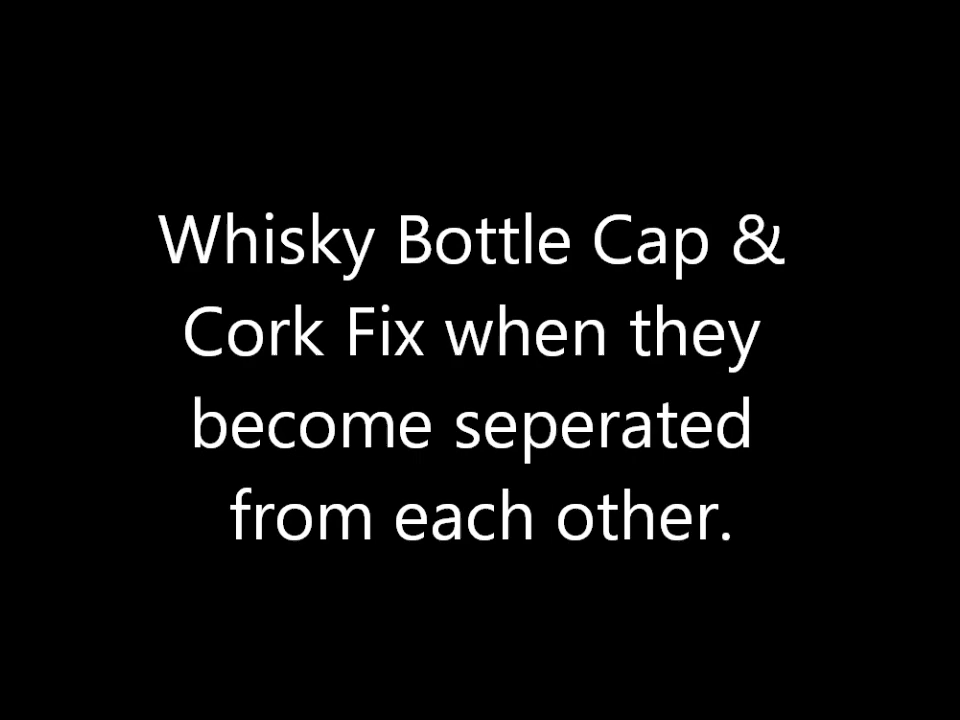 Whisky Bottle Cap &
Cork Fix when they
become seperated
from each other.